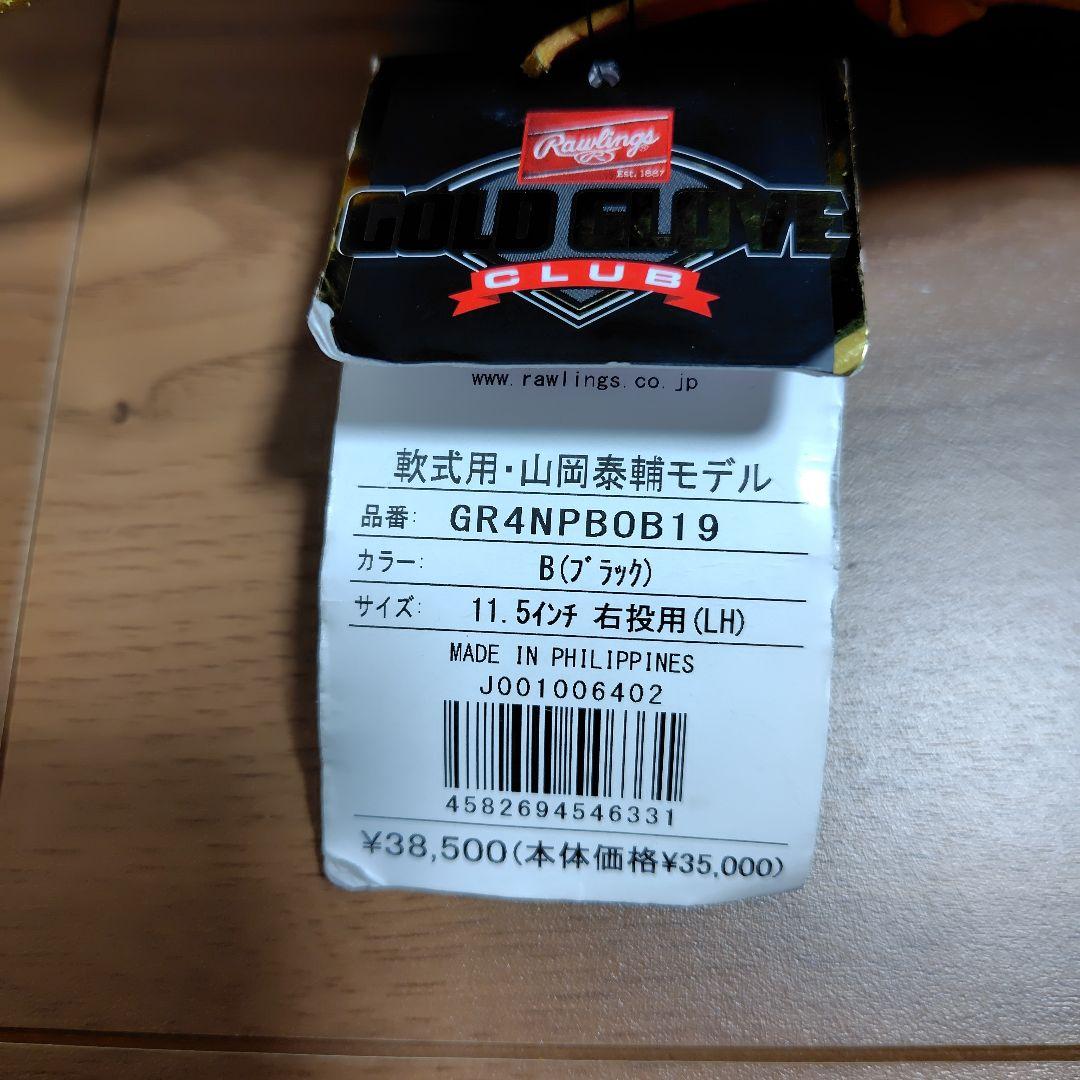 Rawlings
Est. 1887
GOLD GLOVE
CLUB
www.rawlings.co.jp
軟式用・山岡泰輔モデル
品番: GR4NPBOB19
カラー: B(ブラック)
サイズ: 11.5インチ 右投用(LH)
MADE IN PHILIPPINES
J001006402
4582694546331
¥38,500(本体価格¥35,000)